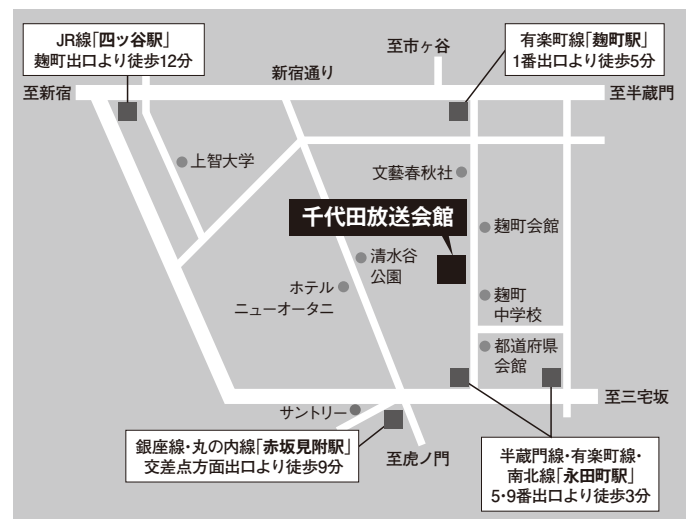 JR線「四ッ谷駅」
麹町出口より徒歩12分
至市ヶ谷
有楽町線「麹町駅」
1番出口より徒歩5分
至新宿
新宿通り
至半蔵門
上智大学
文藝春秋社
千代田放送会館
麹町会館
清水谷
公園
ホテル
ニューオータニ
麹町
中学校
都道府県
会館
至三宅坂
サントリー
銀座線・丸の内線「赤坂見附駅」
交差点方面出口より徒歩9分
至虎ノ門
半蔵門線・有楽町線・
南北線「永田町駅」
5・9番出口より徒歩3分